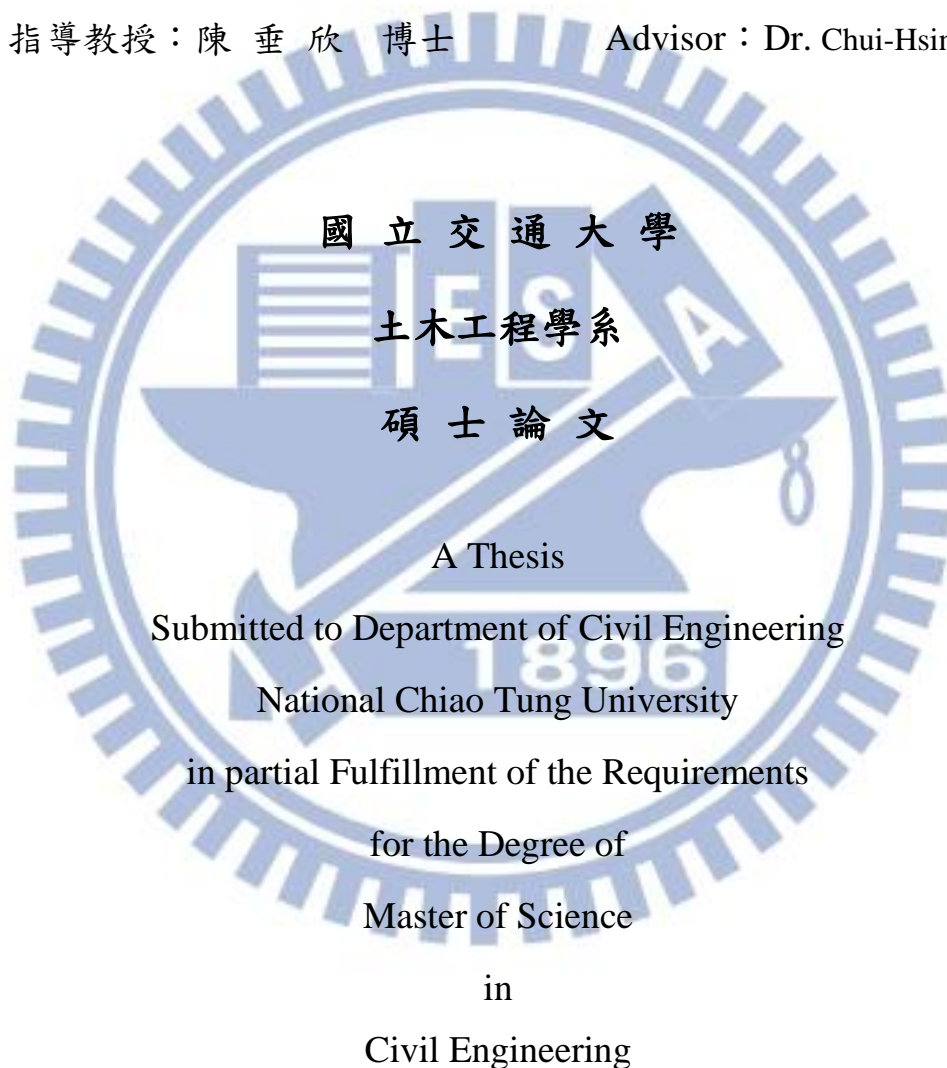 指導教授：陳 垂 欣 博士 Advisor：Dr. Chui-Hsin
國 立 交 通 大 學
土木工程學系
碩 士 論 文
E S A
A Thesis
Submitted to Department of Civil Engineering
1896
National Chiao Tung University
in partial Fulfillment of the Requirements
for the Degree of
Master of Science
in
Civil Engineering